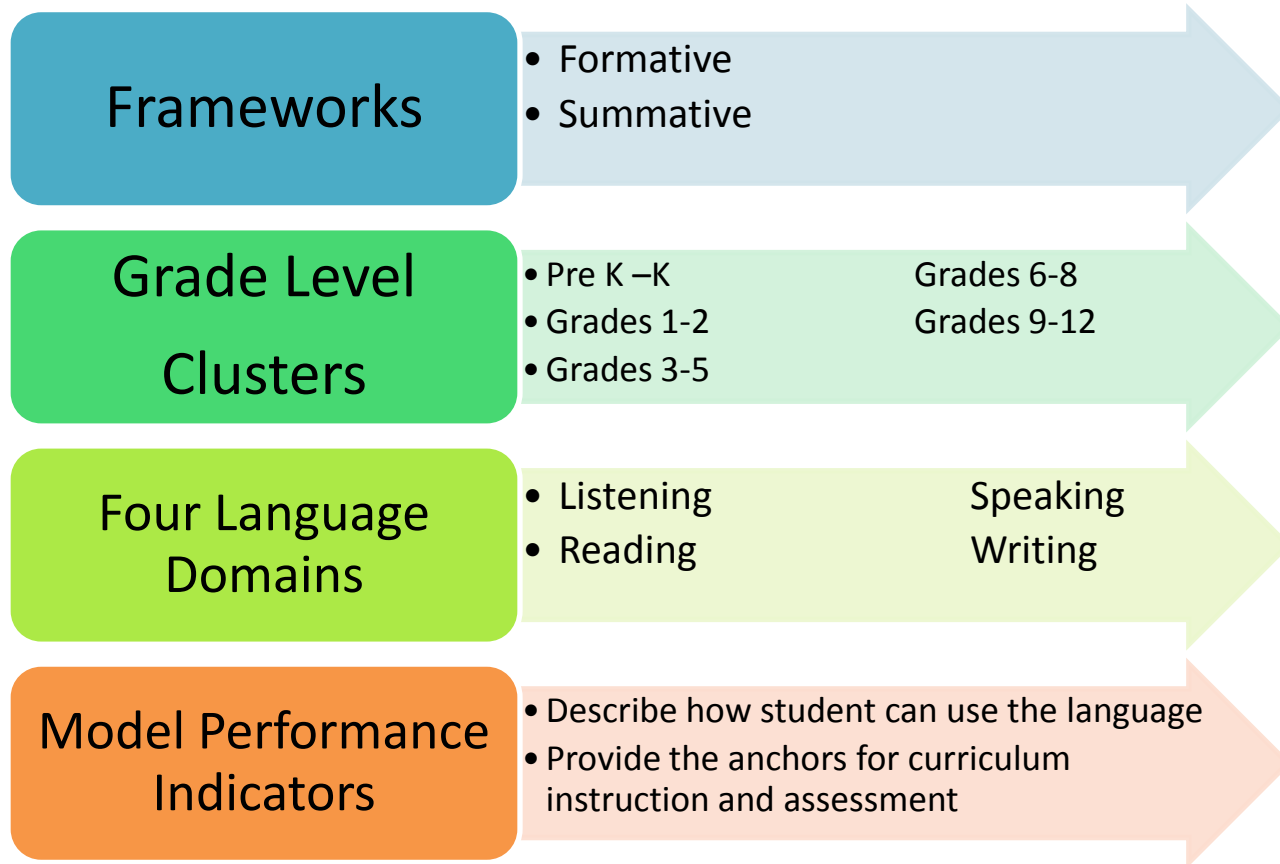 Frameworks
• Formative
• Summative
Grade Level
Clusters
• Pre K –K Grades 6-8
• Grades 1-2 Grades 9-12
• Grades 3-5
Four Language
Domains
• Listening Speaking
• Reading Writing
Model Performance
Indicators
• Describe how student can use the language
• Provide the anchors for curriculum
instruction and assessment